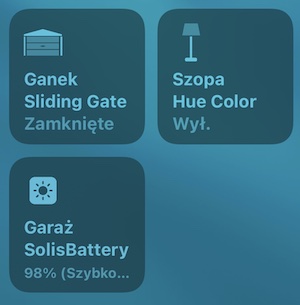 Ganek
Sliding Gate
Zamknięte
Szopa
Hue Color
Wył.
Garaż
SolisBattery
98% (Szybko...